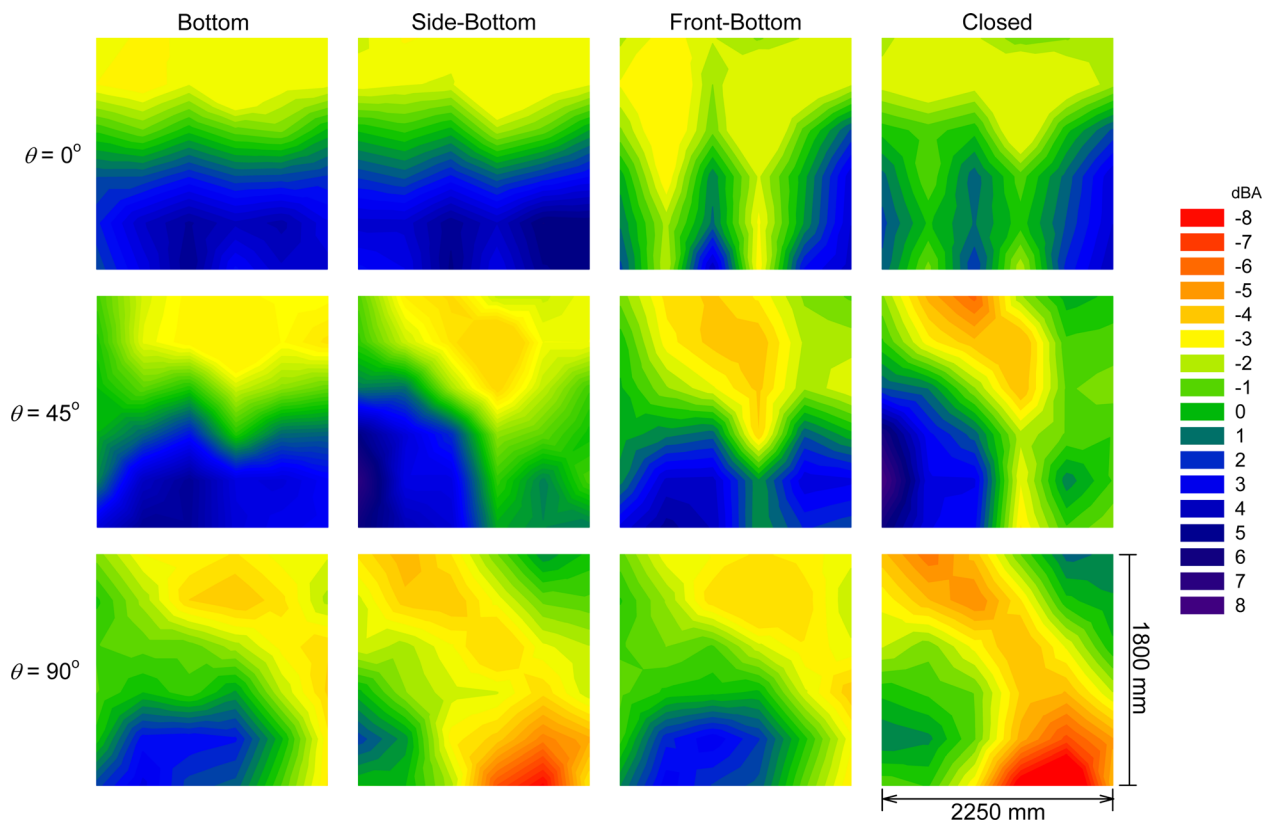 Bottom
Side-Bottom
Front-Bottom
Closed
θ = 0°
θ = 45°
θ = 90°
dBA
-8
-7
-6
-5
-4
-3
-2
-1
0
1
2
3
4
5
6
7
8
1800 mm
2250 mm